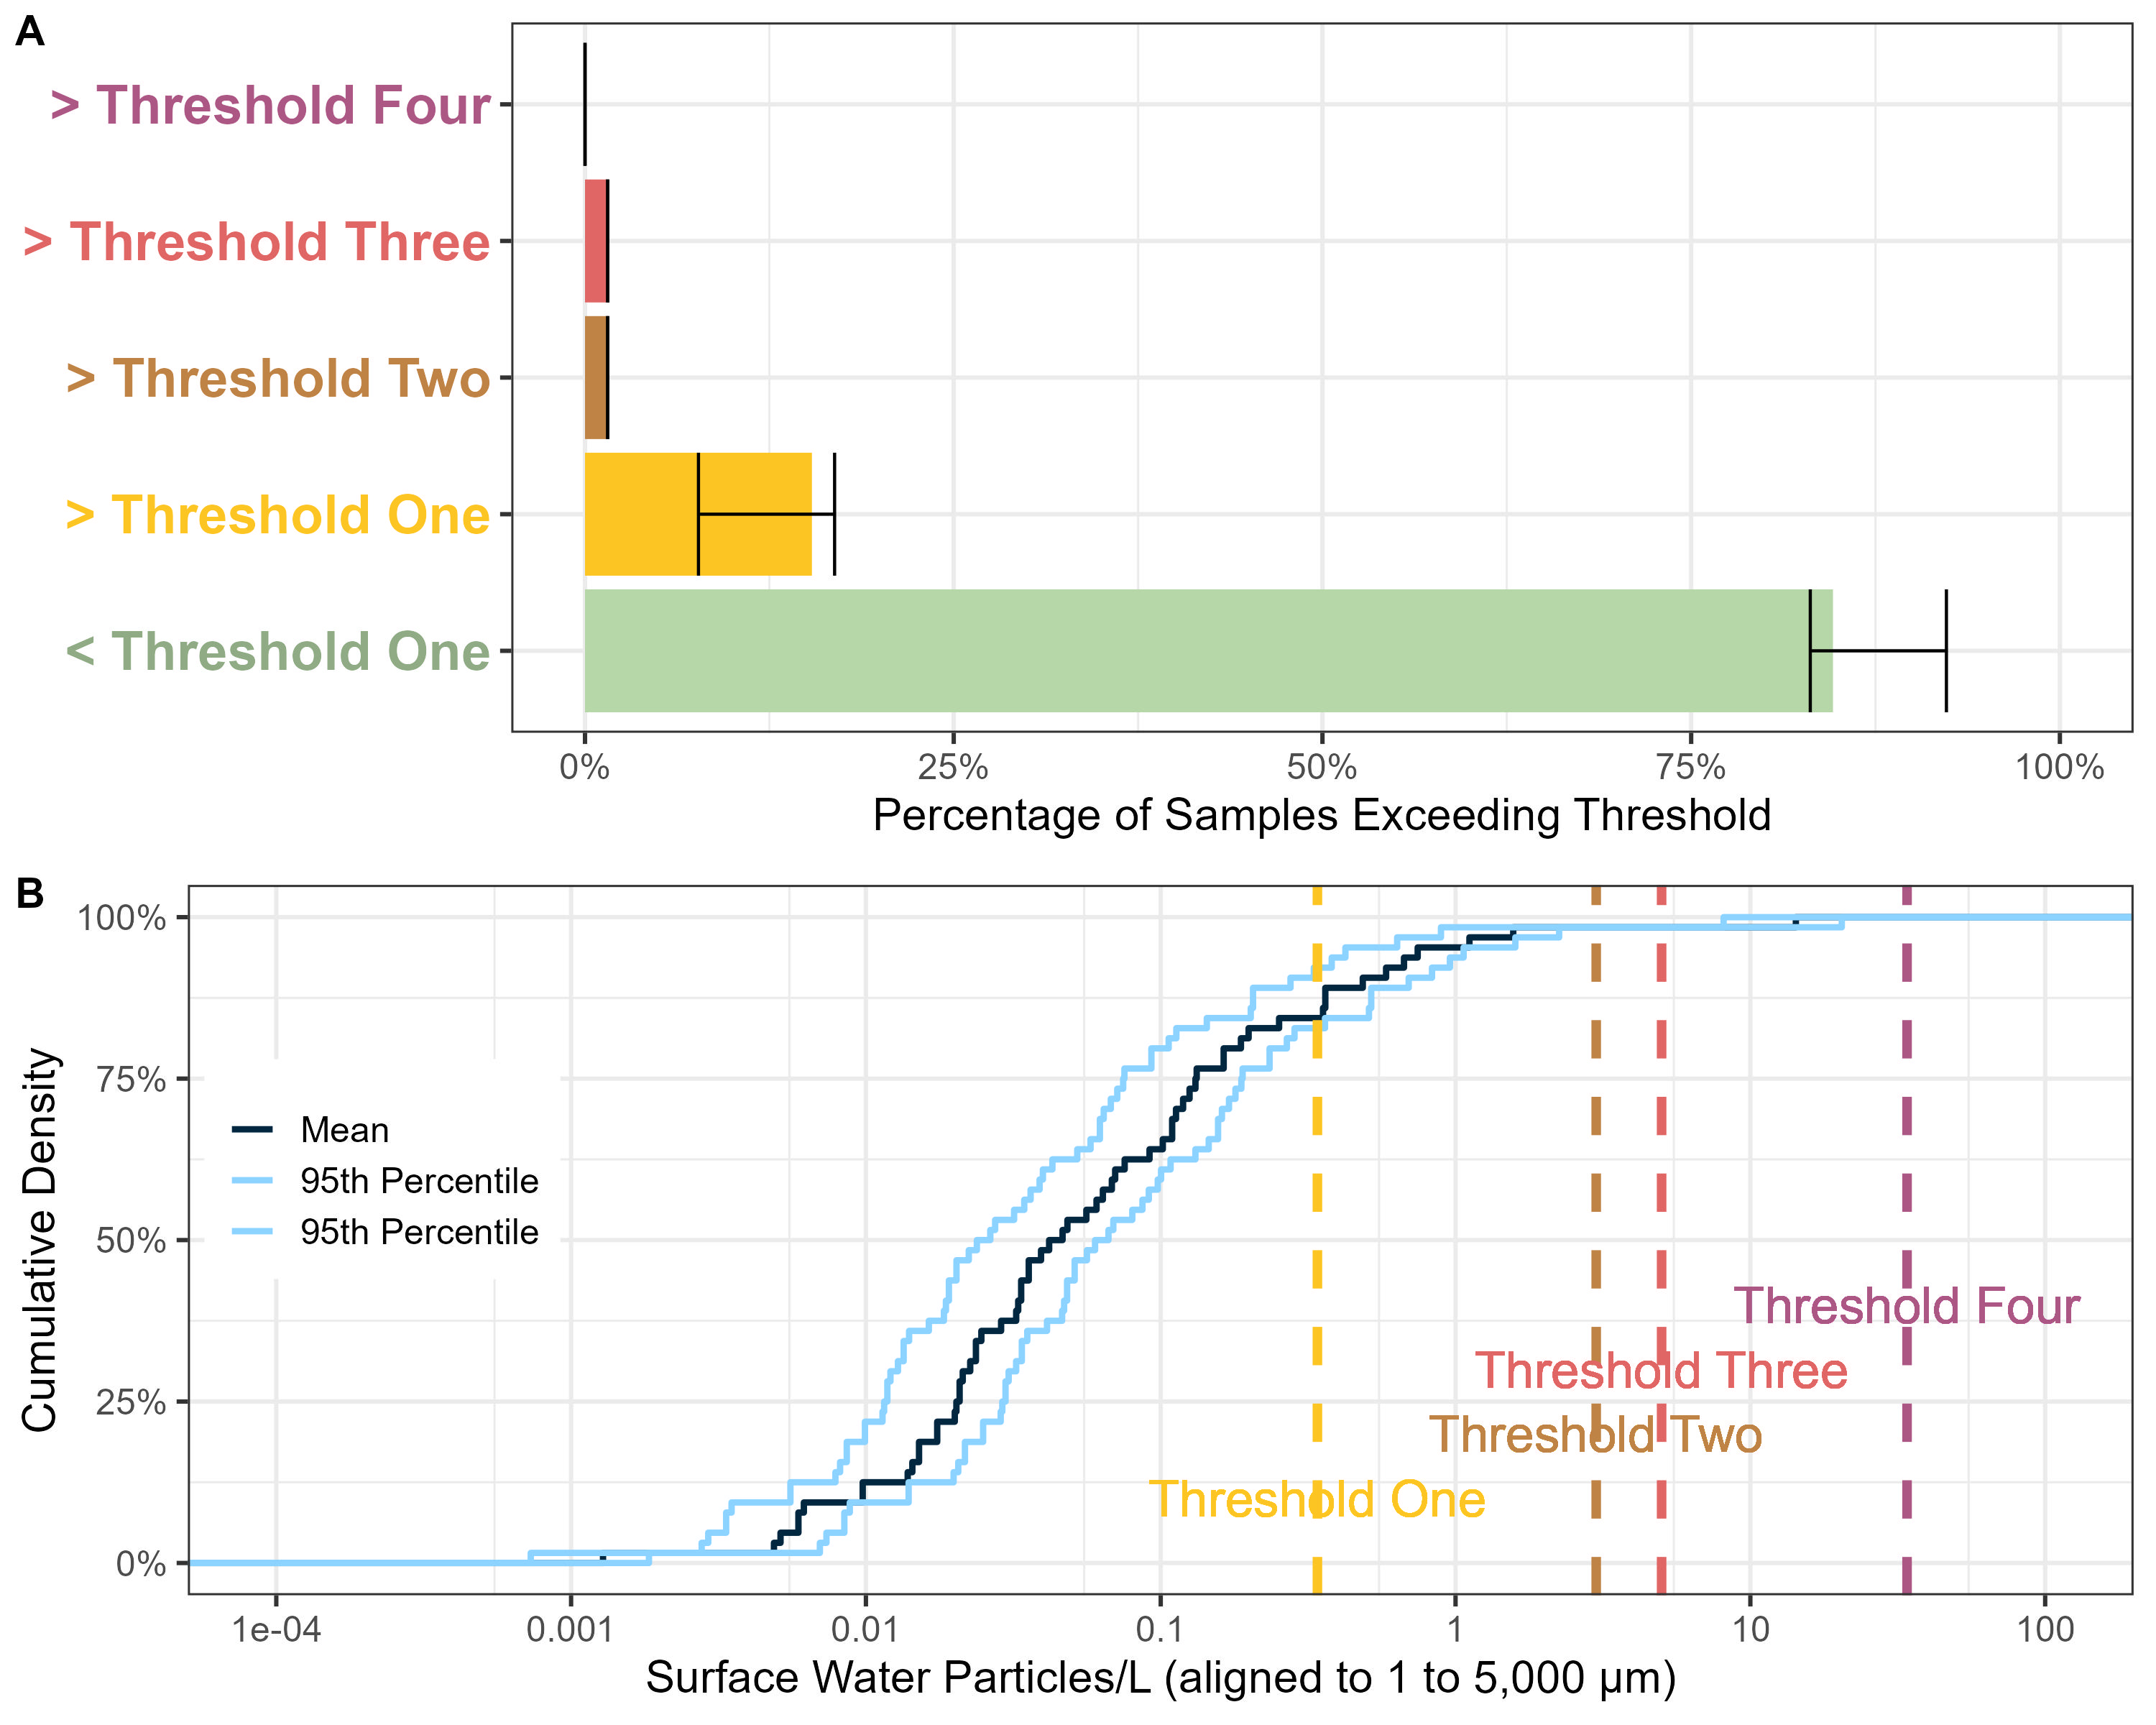 A
> Threshold Four
> Threshold Three
> Threshold Two
> Threshold One
< Threshold One
0% 25% 50% 75% 100%
Percentage of Samples Exceeding Threshold
B
100%
75%
50%
25%
0%
Cumulative Density
Mean
95th Percentile
95th Percentile
Threshold Four
Threshold Three
Threshold Two
Threshold One
1e-04 0.001 0.01 0.1 1 10 100
Surface Water Particles/L (aligned to 1 to 5,000 µm)